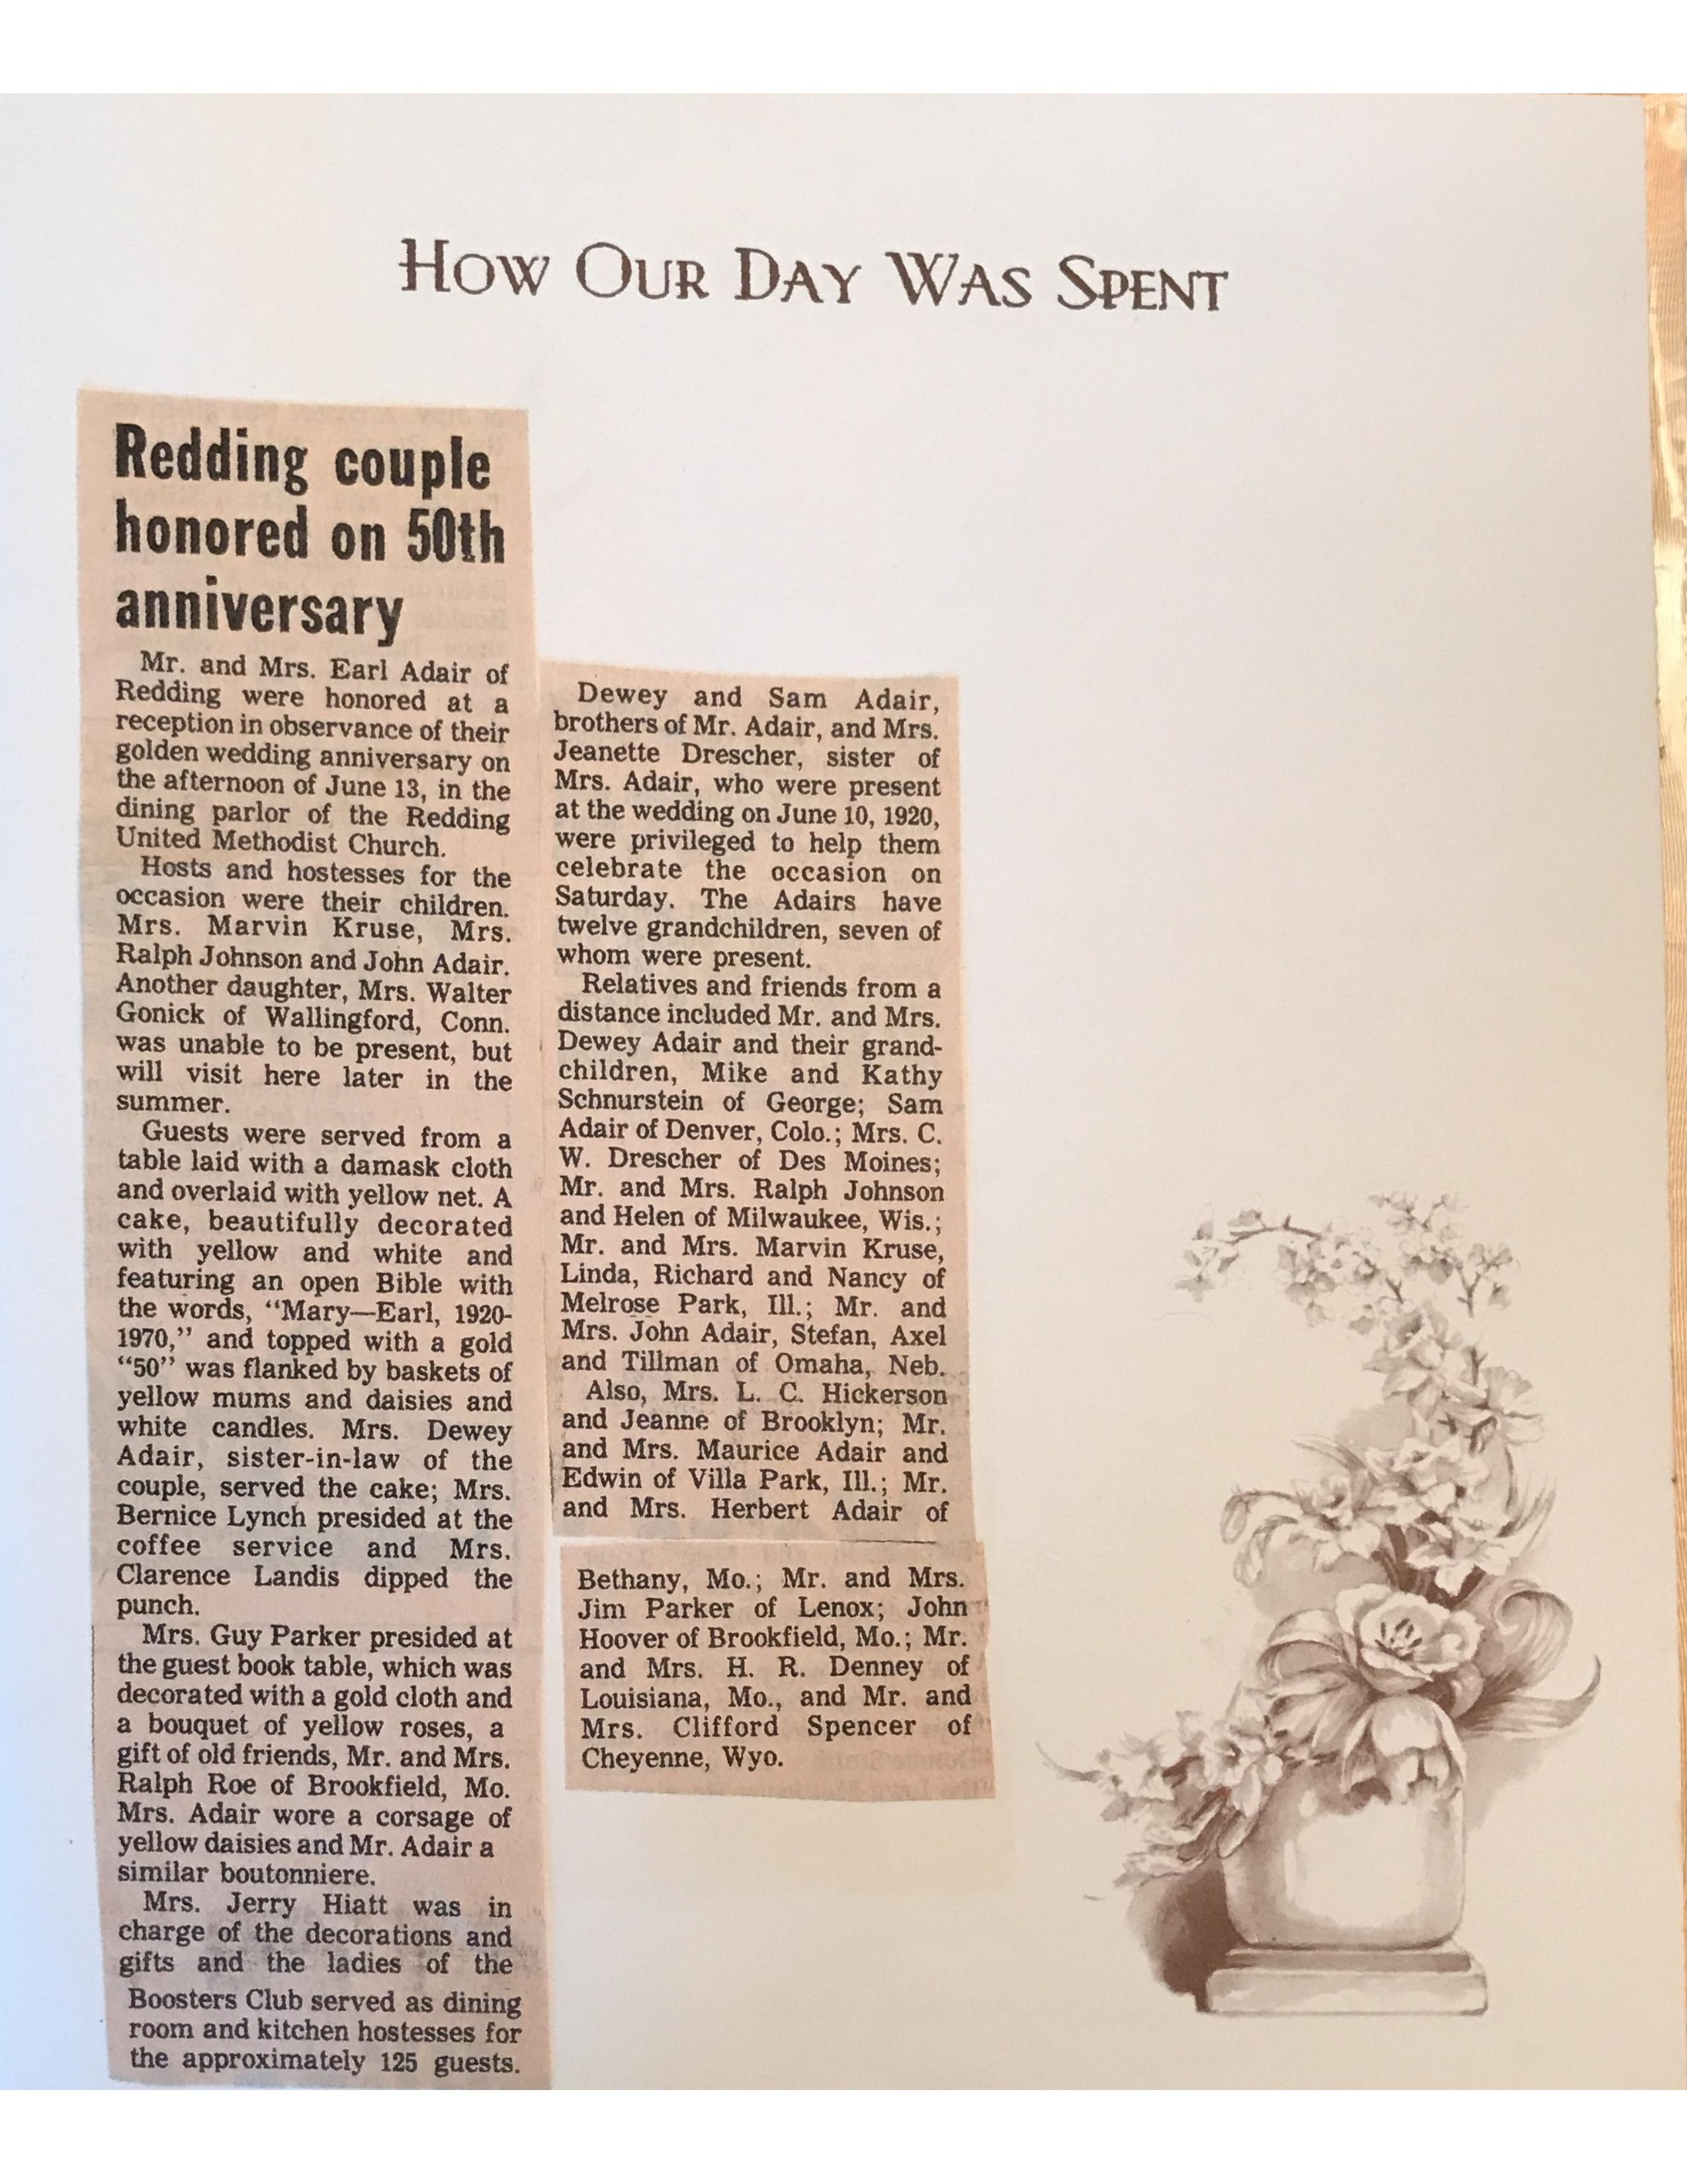 HOW OUR DAY WAS SPENT
Redding couple
honored on 50th
anniversary
Mr. and Mrs. Earl Adair of
Redding were honored at a
reception in observance of their
golden wedding anniversary on
the afternoon of June 13, in the
dining parlor of the Redding
United Methodist Church.
Hosts and hostesses for the
occasion were their children.
Mrs. Marvin Kruse, Mrs.
Ralph Johnson and John Adair.
Another daughter, Mrs. Walter
Gonick of Wallingford, Conn.
was unable to be present, but
will visit here later in the
summer.
Guests were served from a
table laid with a damask cloth
and overlaid with yellow net. A
cake, beautifully decorated
with yellow and white and
featuring an open Bible with
the words, "Mary—Earl, 1920-
1970," and topped with a gold
"50" was flanked by baskets of
yellow mums and daisies and
white candles. Mrs. Dewey
Adair, sister-in-law of the
couple, served the cake; Mrs.
Bernice Lynch presided at the
coffee service and Mrs.
Clarence Landis dipped the
punch.
Mrs. Guy Parker presided at
the guest book table, which was
decorated with a gold cloth and
a bouquet of yellow roses, a
gift of old friends, Mr. and Mrs.
Ralph Roe of Brookfield, Mo.
Mrs. Adair wore a corsage of
yellow daisies and Mr. Adair a
similar boutonniere.
Mrs. Jerry Hiatt was in
charge of the decorations and
gifts and the ladies of the
Boosters Club served as dining
room and kitchen hostesses for
the approximately 125 guests.
Dewey and Sam Adair,
brothers of Mr. Adair, and Mrs.
Jeanette Drescher, sister of
Mrs. Adair, who were present
at the wedding on June 10, 1920,
were privileged to help them
celebrate the occasion on
Saturday. The Adairs have
twelve grandchildren, seven of
whom were present.
Relatives and friends from a
distance included Mr. and Mrs.
Dewey Adair and their grand-
children, Mike and Kathy
Schnurstein of George; Sam
Adair of Denver, Colo.; Mrs. C.
W. Drescher of Des Moines;
Mr. and Mrs. Ralph Johnson
and Helen of Milwaukee, Wis.;
Mr. and Mrs. Marvin Kruse,
Linda, Richard and Nancy of
Melrose Park, Ill.; Mr. and
Mrs. John Adair, Stefan, Axel
and Tillman of Omaha, Neb.
Also, Mrs. L. C. Hickerson
and Jeanne of Brooklyn; Mr.
and Mrs. Maurice Adair and
Edwin of Villa Park, Ill.; Mr.
and Mrs. Herbert Adair of
Bethany, Mo.; Mr. and Mrs.
Jim Parker of Lenox; John
Hoover of Brookfield, Mo.; Mr.
and Mrs. H. R. Denney of
Louisiana, Mo., and Mr. and
Mrs. Clifford Spencer of
Cheyenne, Wyo.